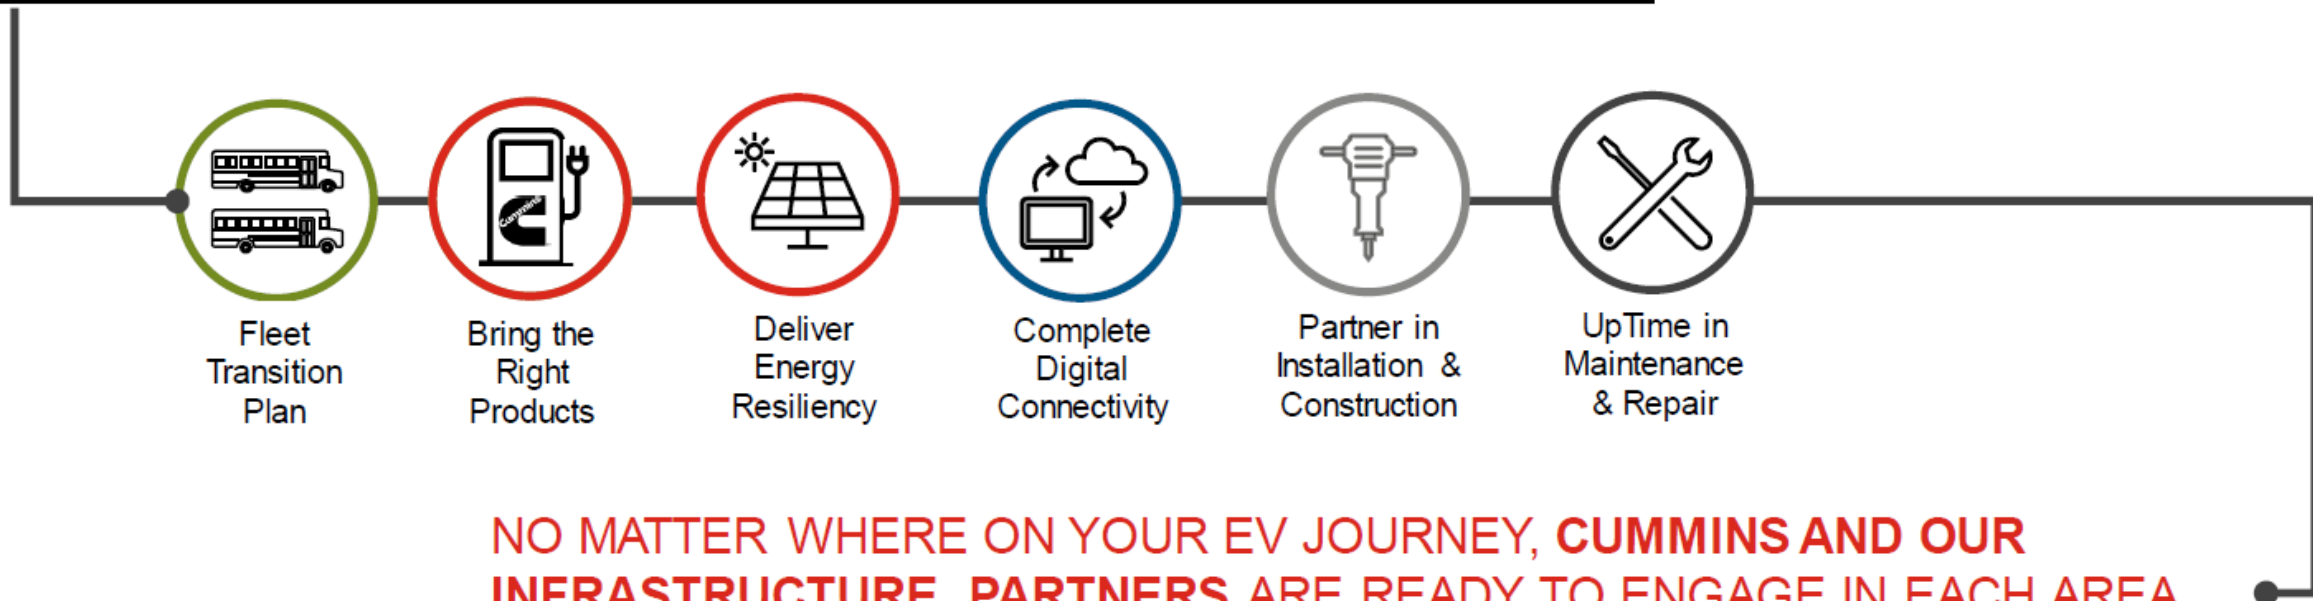 Cummins
Fleet
Transition
Plan
Bring the
Right
Products
Deliver
Energy
Resiliency
Complete
Digital
Connectivity
Partner in
Installation &
Construction
UpTime in
Maintenance
& Repair
NO MATTER WHERE ON YOUR EV JOURNEY, CUMMINS AND OUR
INFRASTRUCTURE PARTNERS ARE READY TO ENGAGE IN EACH AREA